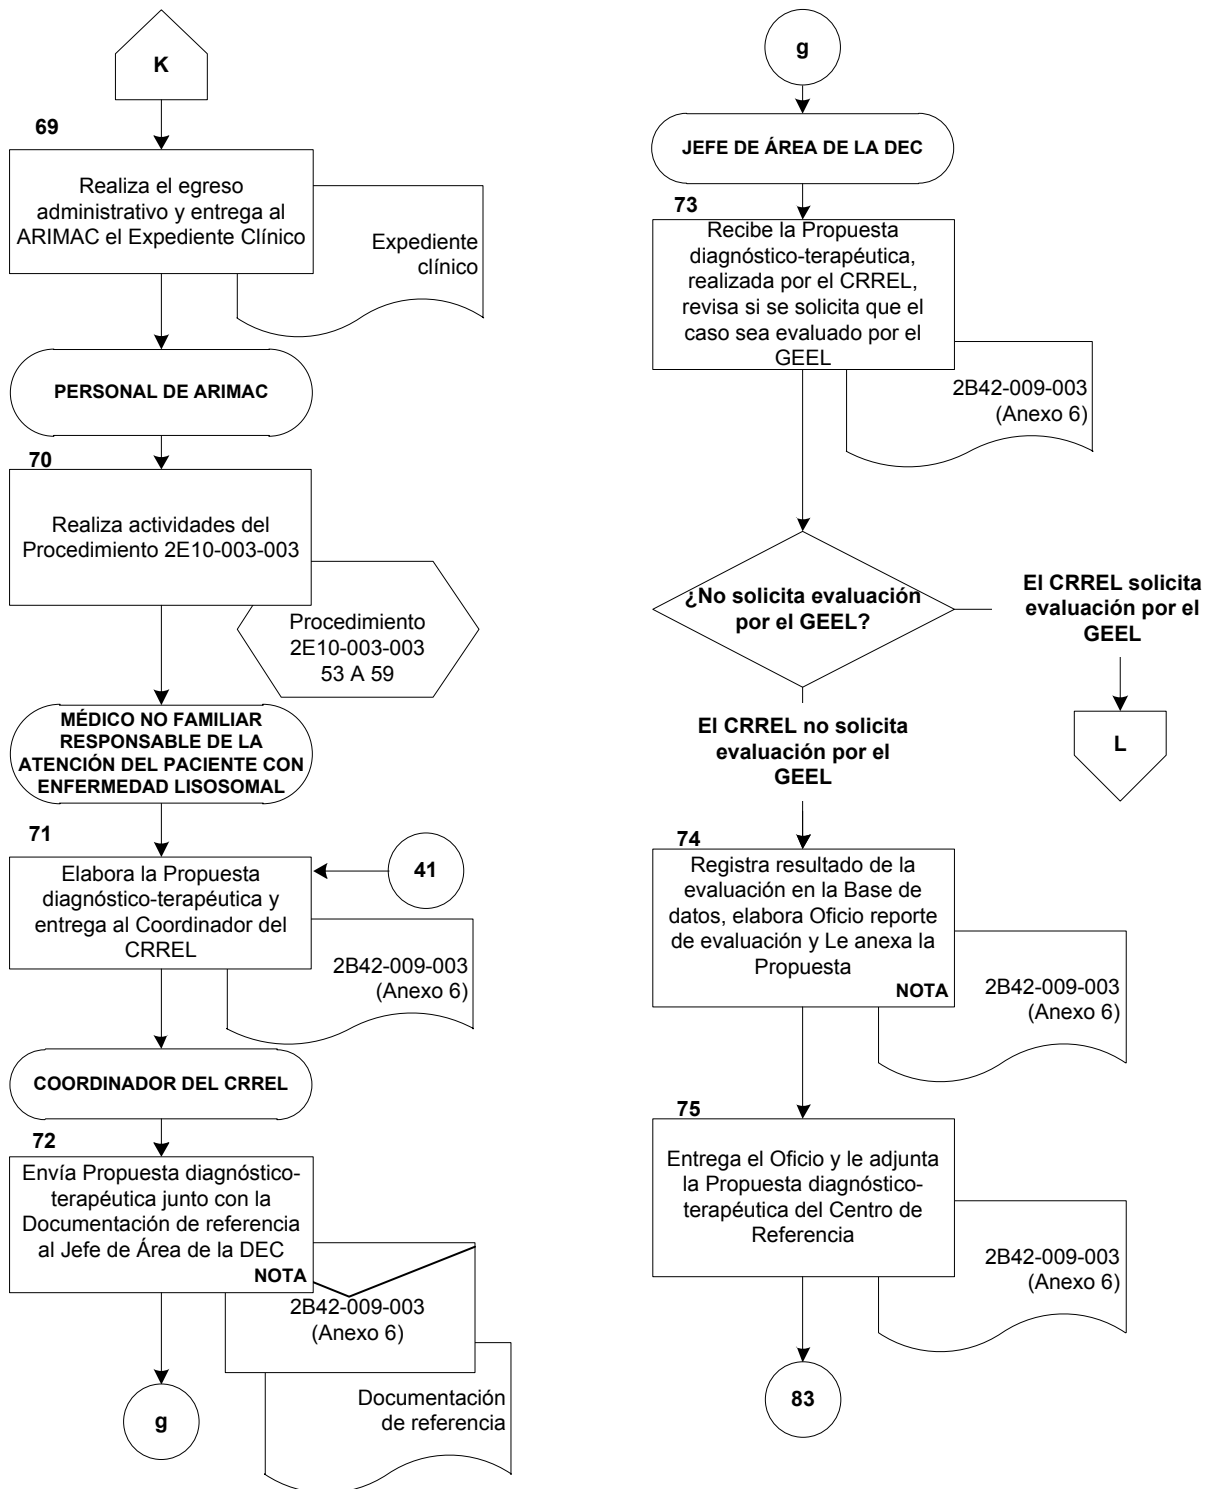 K
69
Realiza el egreso
administrativo y entrega al
ARIMAC el Expediente Clínico
Expediente
clínico
PERSONAL DE ARIMAC
70
Realiza actividades del
Procedimiento 2E10-003-003
Procedimiento
2E10-003-003
53 A 59
MÉDICO NO FAMILIAR
RESPONSABLE DE LA
ATENCIÓN DEL PACIENTE CON
ENFERMEDAD LISOSOMAL
71
Elabora la Propuesta
diagnóstico-terapéutica y
entrega al Coordinador del
CRREL
41
2B42-009-003
(Anexo 6)
COORDINADOR DEL CRREL
72
Envía Propuesta diagnóstico-
terapéutica junto con la
Documentación de referencia
al Jefe de Área de la DEC
NOTA
2B42-009-003
(Anexo 6)
Documentación
de referencia
g
g
JEFE DE ÁREA DE LA DEC
73
Recibe la Propuesta
diagnóstico-terapéutica,
realizada por el CRREL,
revisa si se solicita que el
caso sea evaluado por el
GEEL
2B42-009-003
(Anexo 6)
¿No solicita evaluación
por el GEEL?
El CRREL solicita
evaluación por el
GEEL
L
El CRREL no solicita
evaluación por el
GEEL
74
Registra resultado de la
evaluación en la Base de
datos, elabora Oficio reporte
de evaluación y Le anexa la
Propuesta
NOTA
2B42-009-003
(Anexo 6)
75
Entrega el Oficio y le adjunta
la Propuesta diagnóstico-
terapéutica del Centro de
Referencia
2B42-009-003
(Anexo 6)
83